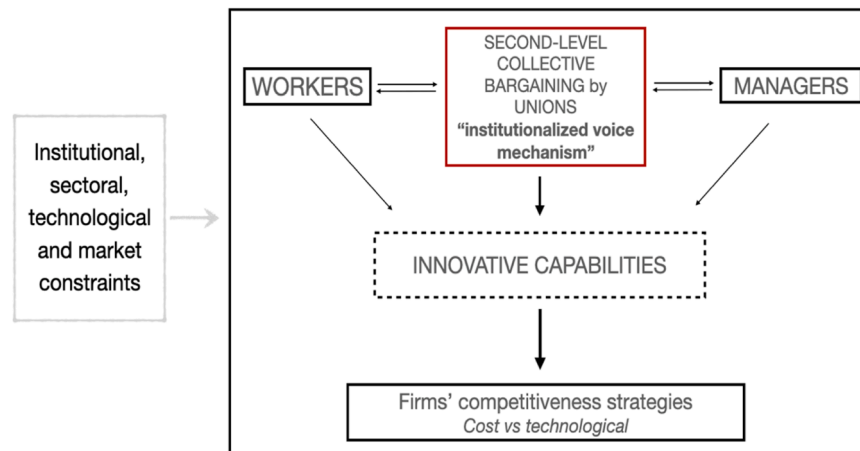 Institutional,
sectoral,
technological
and market
constraints
WORKERS
SECOND-LEVEL
COLLECTIVE
BARGAINING by
UNIONS
“institutionalized voice
mechanism”
MANAGERS
INNOVATIVE CAPABILITIES
Firms’ competitiveness strategies
Cost vs technological